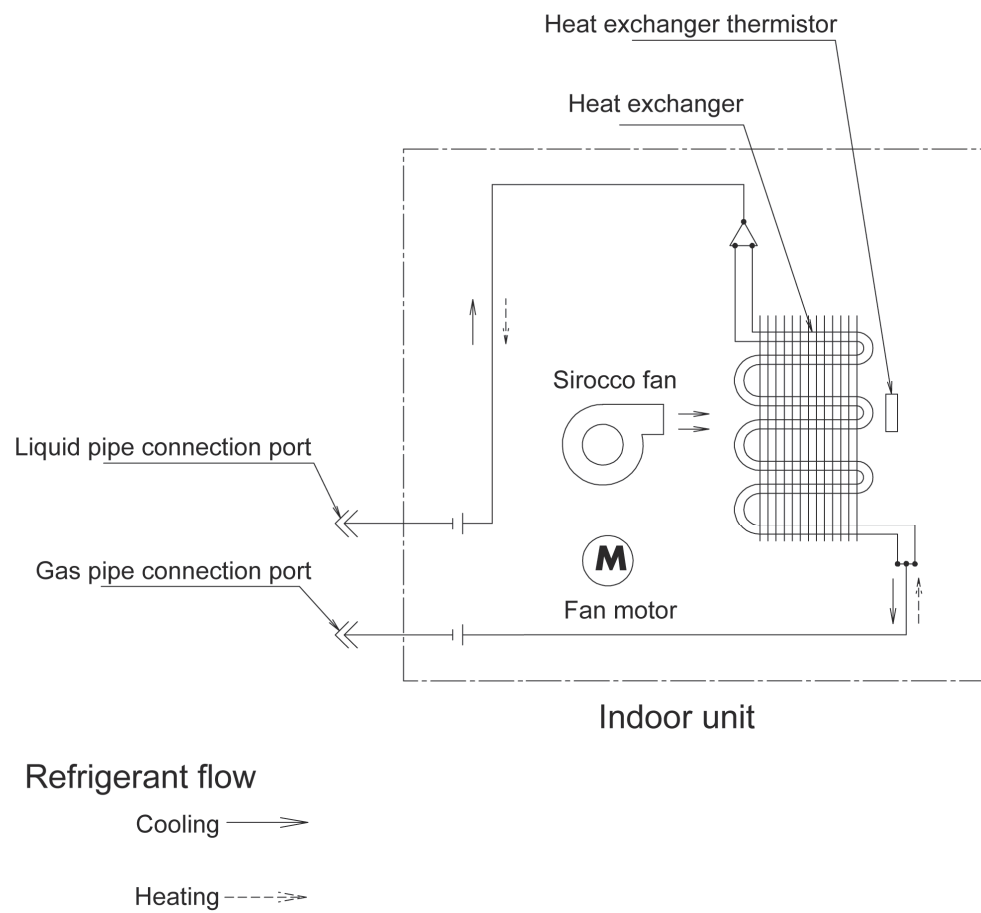 Heat exchanger thermistor
Heat exchanger
Sirocco fan
Liquid pipe connection port
Gas pipe connection port
M
Fan motor
Indoor unit
Refrigerant flow
Cooling
Heating